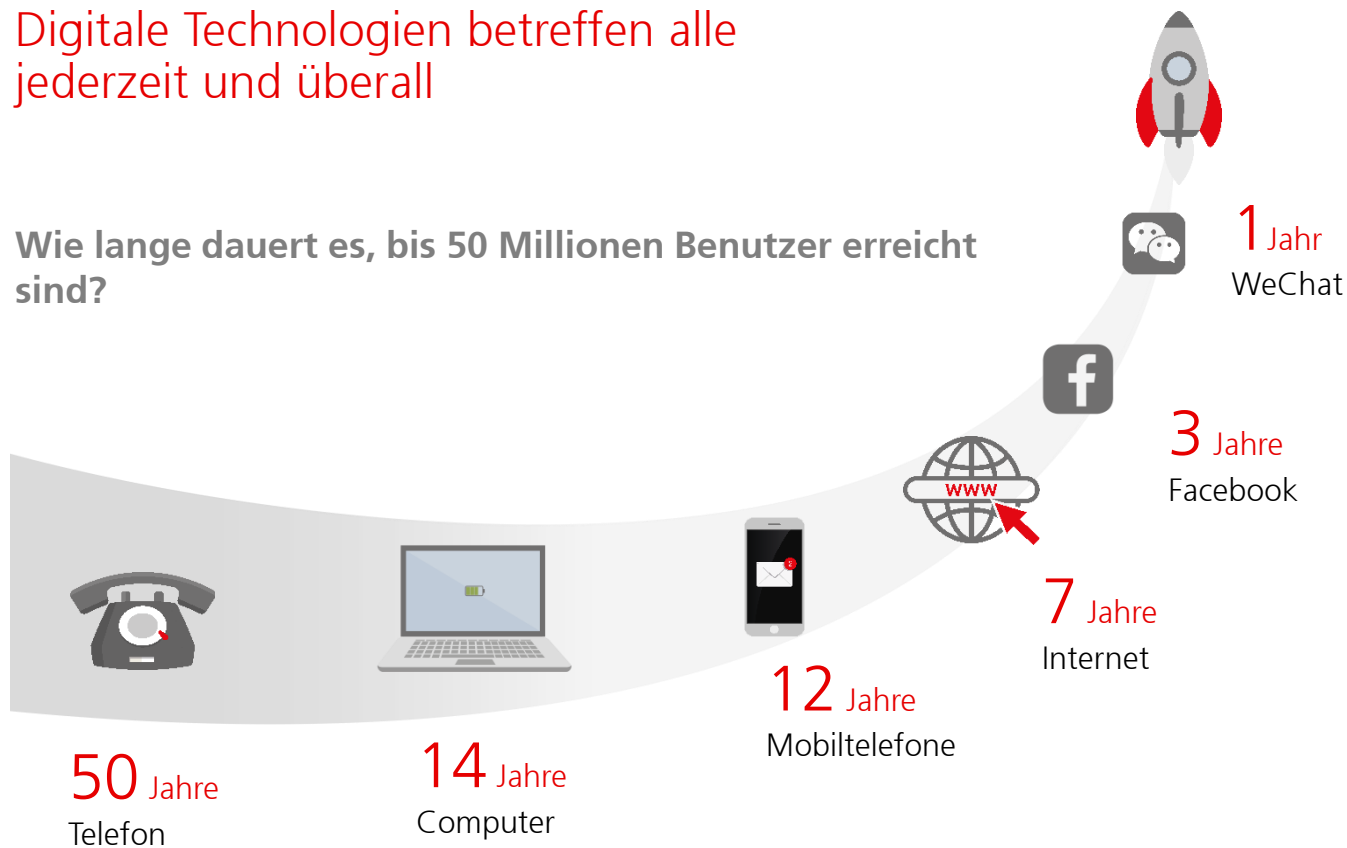 Digitale Technologien betreffen alle
jederzeit und überall
Wie lange dauert es, bis 50 Millionen Benutzer erreicht
sind?
1 Jahr
WeChat
3 Jahre
Facebook
www
7 Jahre
Internet
12 Jahre
Mobiltelefone
14 Jahre
Computer
50 Jahre
Telefon